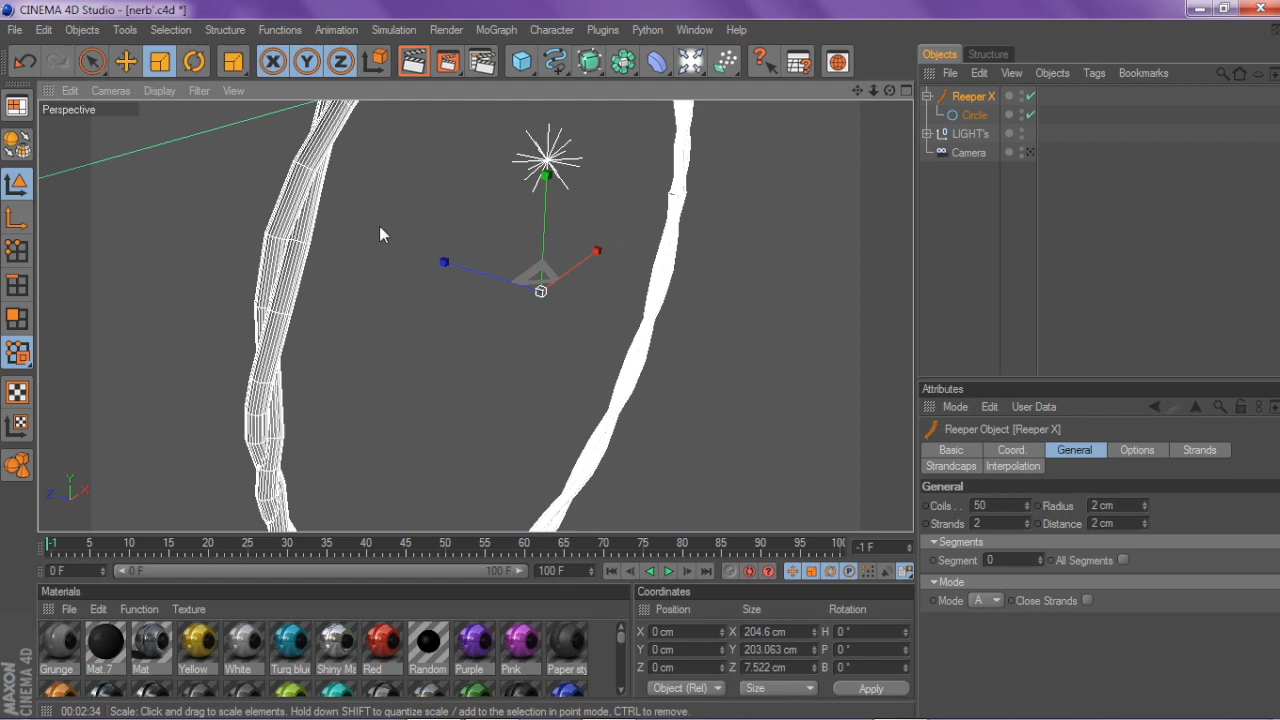 CINEMA 4D Studio - [nerb'.c4d *]
File Edit Objects Tools Selection Structure Functions Animation Simulation Render MoGraph Character Plugins Python Window Help
X Y Z
Objects Structure
File Edit View Objects Tags Bookmarks
Edit Cameras Display Filter View
Perspective
Reeper X
Circle
LIGHT's
Camera
Attributes
Mode Edit User Data
Reeper Object [Reeper X]
Basic Coord. General Options Strands
Strandcaps Interpolation
General
Coils . . 50 Radius 2 cm
Strands 2 Distance 2 cm
Segments
Segment 0 All Segments
Mode
Mode A Close Strands
Y
Z X
-1 5 10 15 20 25 30 35 40 45 50 55 60 65 70 75 80 85 90 95 100 -1 F
0 F 0 F 100 F 100 F
Materials
File Edit Function Texture
Grunge Mat.7 Mat Yellow White Turq blue Shiny Ma Red Random Purple Pink Paper sty
Coordinates
Position Size Rotation
X 0 cm X 204.6 cm H 0 °
Y 0 cm Y 203.063 cm P 0 °
Z 0 cm Z 7.522 cm B 0 °
Object (Rel) Size Apply
MAXON CINEMA 4D
00:02:34 Scale: Click and drag to scale elements. Hold down SHIFT to quantize scale / add to the selection in point mode, CTRL to remove.